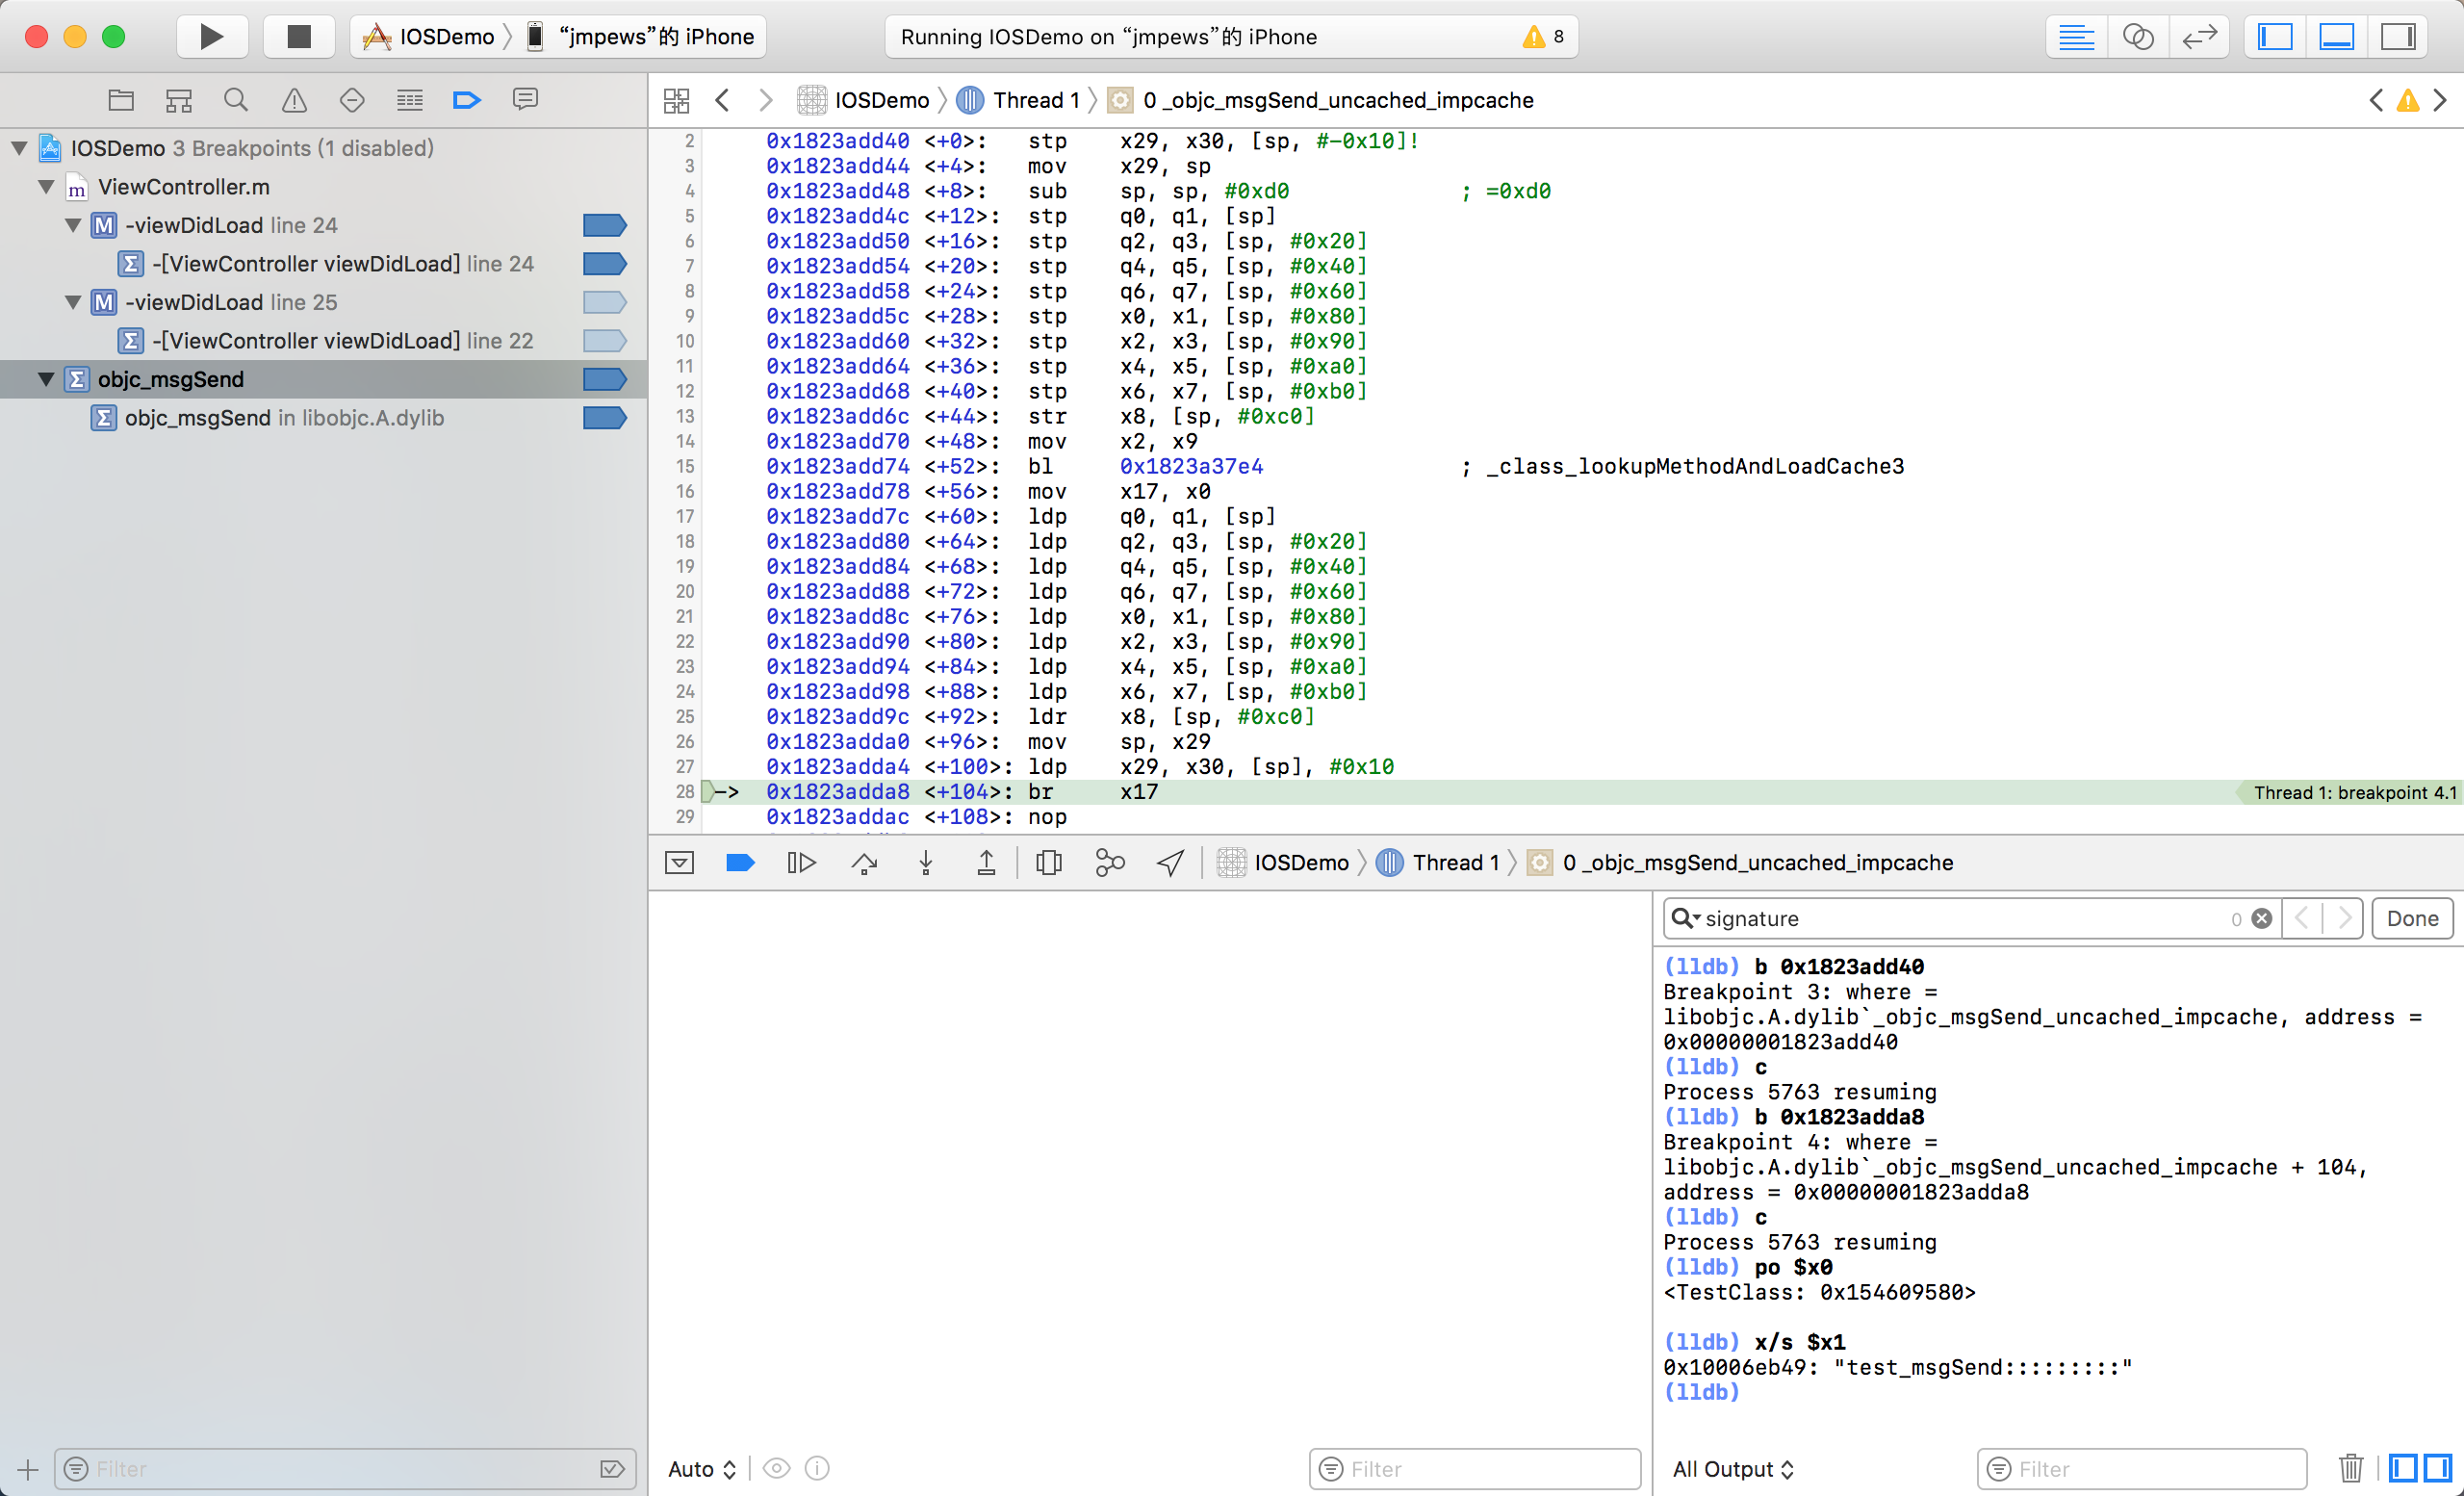 IOSDemo 〉 “jmpews”的 iPhone
Running IOSDemo on “jmpews”的 iPhone
8
IOSDemo 3 Breakpoints (1 disabled)
m ViewController.m
M -viewDidLoad line 24
Σ -[ViewController viewDidLoad] line 24
M -viewDidLoad line 25
Σ -[ViewController viewDidLoad] line 22
Σ objc_msgSend
Σ objc_msgSend in libobjc.A.dylib
Filter
IOSDemo 〉 Thread 1 〉 0 _objc_msgSend_uncached_impcache
2 0x1823add40 <+0>: stp x29, x30, [sp, #-0x10]!
3 0x1823add44 <+4>: mov x29, sp
4 0x1823add48 <+8>: sub sp, sp, #0xd0 ; =0xd0
5 0x1823add4c <+12>: stp q0, q1, [sp]
6 0x1823add50 <+16>: stp q2, q3, [sp, #0x20]
7 0x1823add54 <+20>: stp q4, q5, [sp, #0x40]
8 0x1823add58 <+24>: stp q6, q7, [sp, #0x60]
9 0x1823add5c <+28>: stp x0, x1, [sp, #0x80]
10 0x1823add60 <+32>: stp x2, x3, [sp, #0x90]
11 0x1823add64 <+36>: stp x4, x5, [sp, #0xa0]
12 0x1823add68 <+40>: stp x6, x7, [sp, #0xb0]
13 0x1823add6c <+44>: str x8, [sp, #0xc0]
14 0x1823add70 <+48>: mov x2, x9
15 0x1823add74 <+52>: bl 0x1823a37e4 ; _class_lookupMethodAndLoadCache3
16 0x1823add78 <+56>: mov x17, x0
17 0x1823add7c <+60>: ldp q0, q1, [sp]
18 0x1823add80 <+64>: ldp q2, q3, [sp, #0x20]
19 0x1823add84 <+68>: ldp q4, q5, [sp, #0x40]
20 0x1823add88 <+72>: ldp q6, q7, [sp, #0x60]
21 0x1823add8c <+76>: ldp x0, x1, [sp, #0x80]
22 0x1823add90 <+80>: ldp x2, x3, [sp, #0x90]
23 0x1823add94 <+84>: ldp x4, x5, [sp, #0xa0]
24 0x1823add98 <+88>: ldp x6, x7, [sp, #0xb0]
25 0x1823add9c <+92>: ldr x8, [sp, #0xc0]
26 0x1823adda0 <+96>: mov sp, x29
27 0x1823adda4 <+100>: ldp x29, x30, [sp], #0x10
28 -> 0x1823adda8 <+104>: br x17 Thread 1: breakpoint 4.1
29 0x1823addac <+108>: nop
IOSDemo 〉 Thread 1 〉 0 _objc_msgSend_uncached_impcache
Auto
Filter
signature 0 Done
(lldb) b 0x1823add40
Breakpoint 3: where =
libobjc.A.dylib`_objc_msgSend_uncached_impcache, address =
0x00000001823add40
(lldb) c
Process 5763 resuming
(lldb) b 0x1823adda8
Breakpoint 4: where =
libobjc.A.dylib`_objc_msgSend_uncached_impcache + 104,
address = 0x00000001823adda8
(lldb) c
Process 5763 resuming
(lldb) po $x0
<TestClass: 0x154609580>
(lldb) x/s $x1
0x10006eb49: "test_msgSend:::::::::"
(lldb)
All Output
Filter